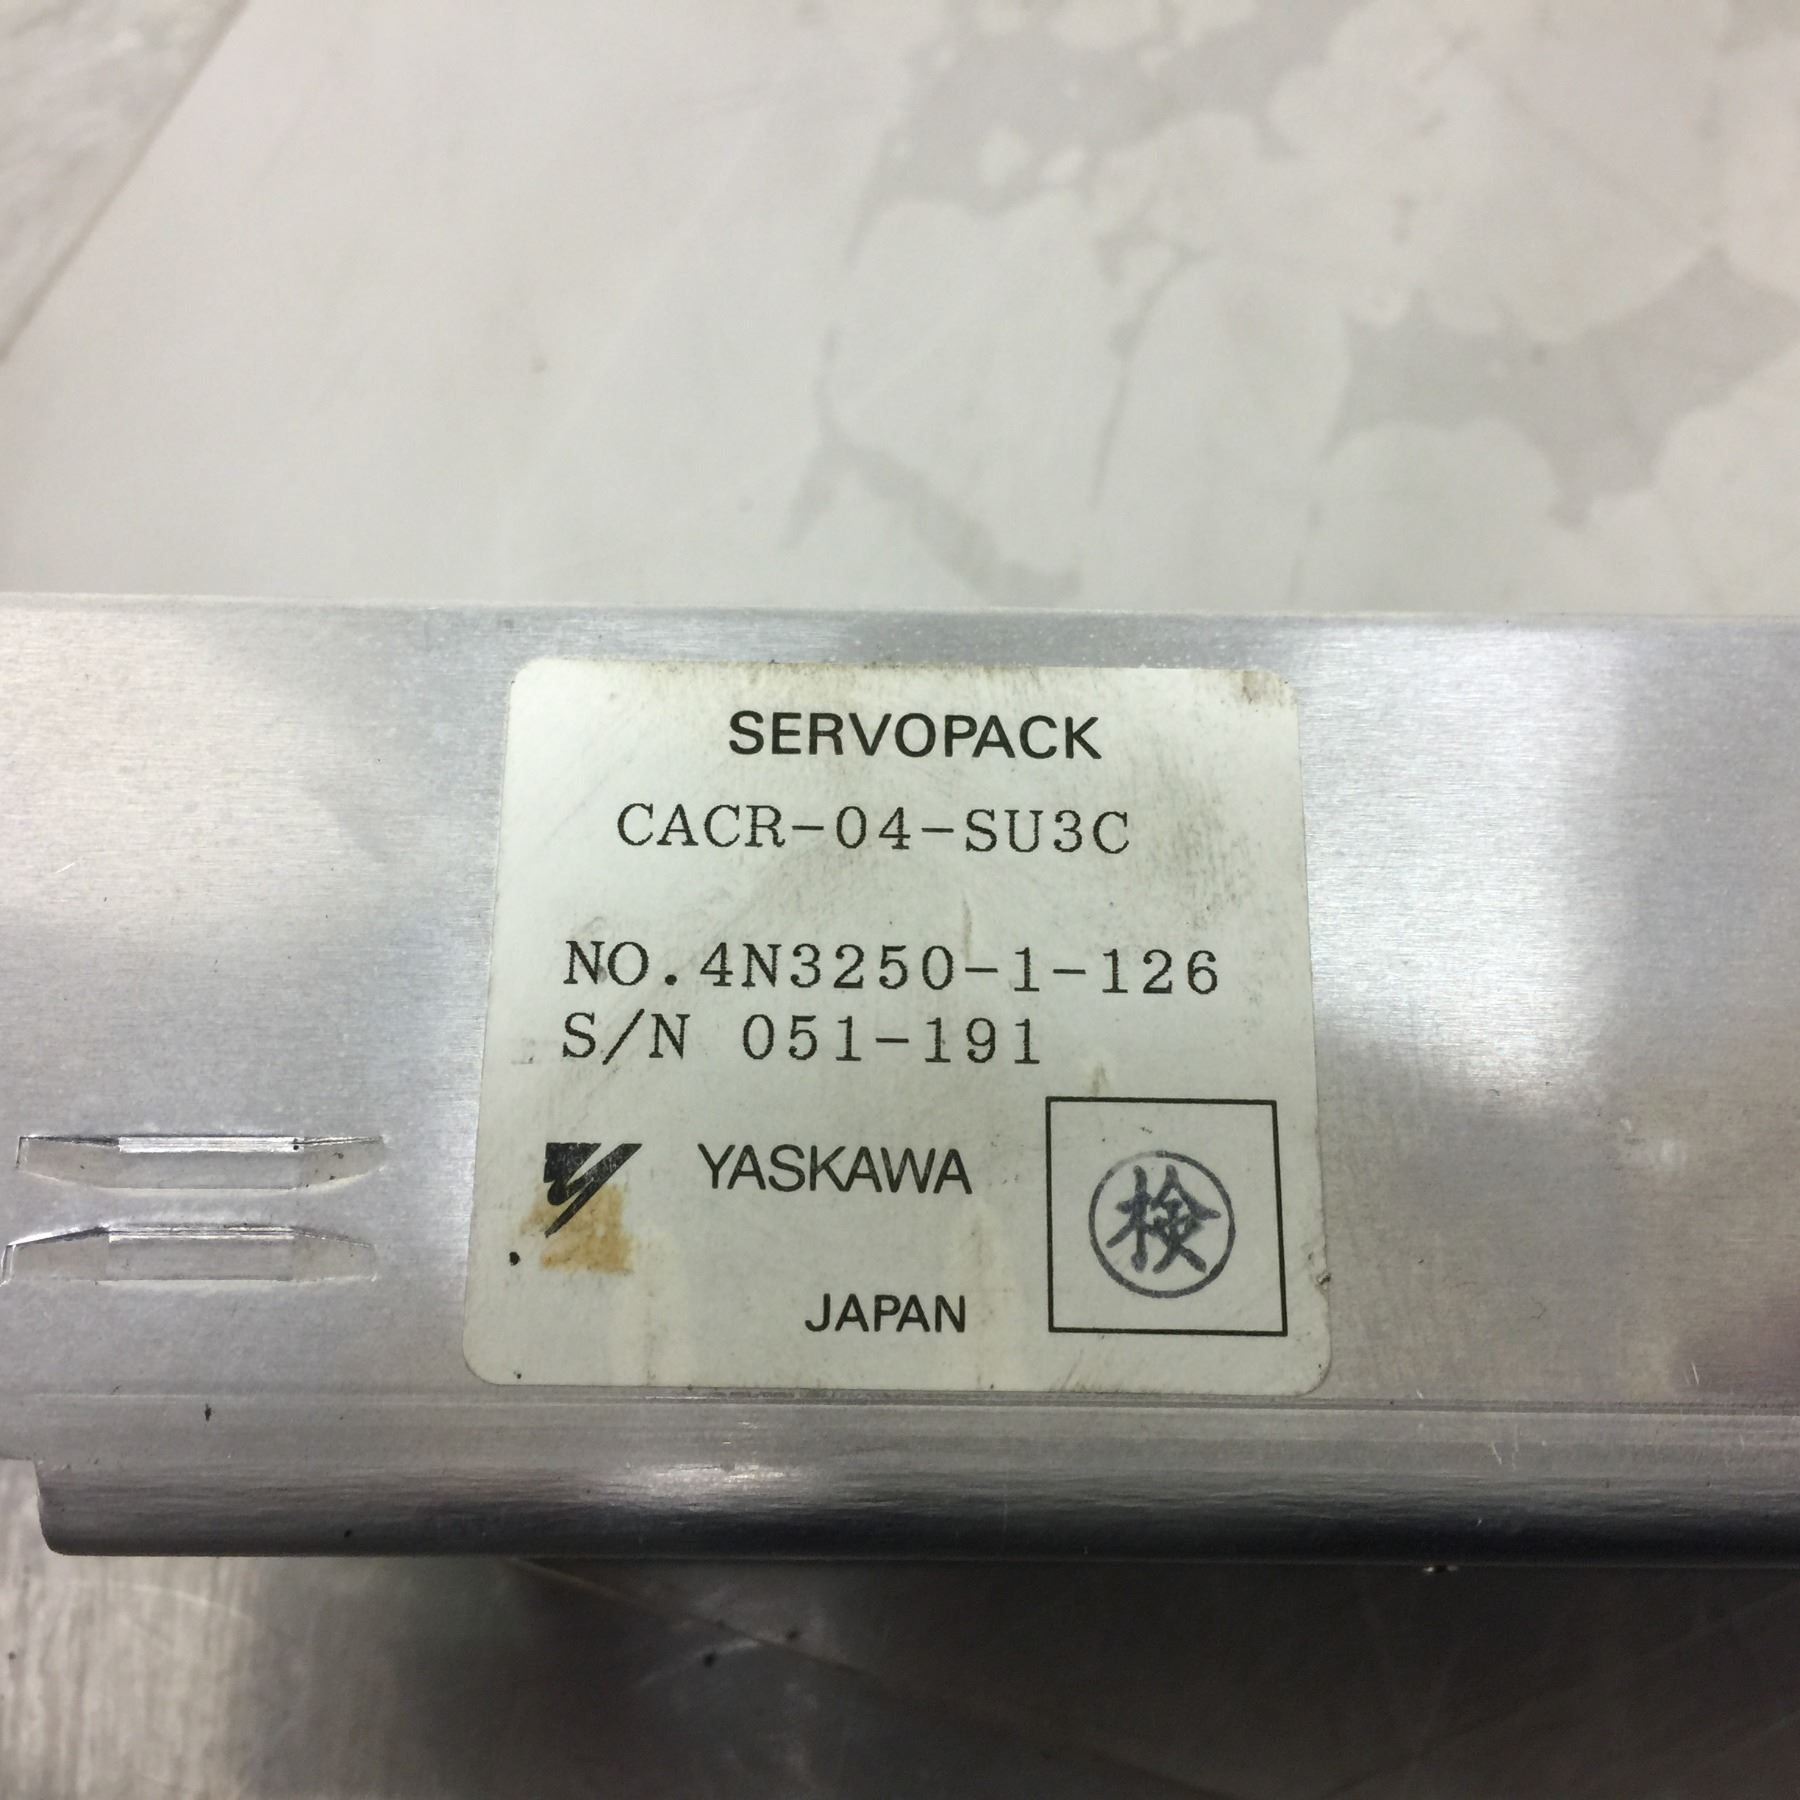 SERVOPACK
CACR-04-SU3C
NO.4N3250-1-126
S/N 051-191
YASKAWA
検
JAPAN